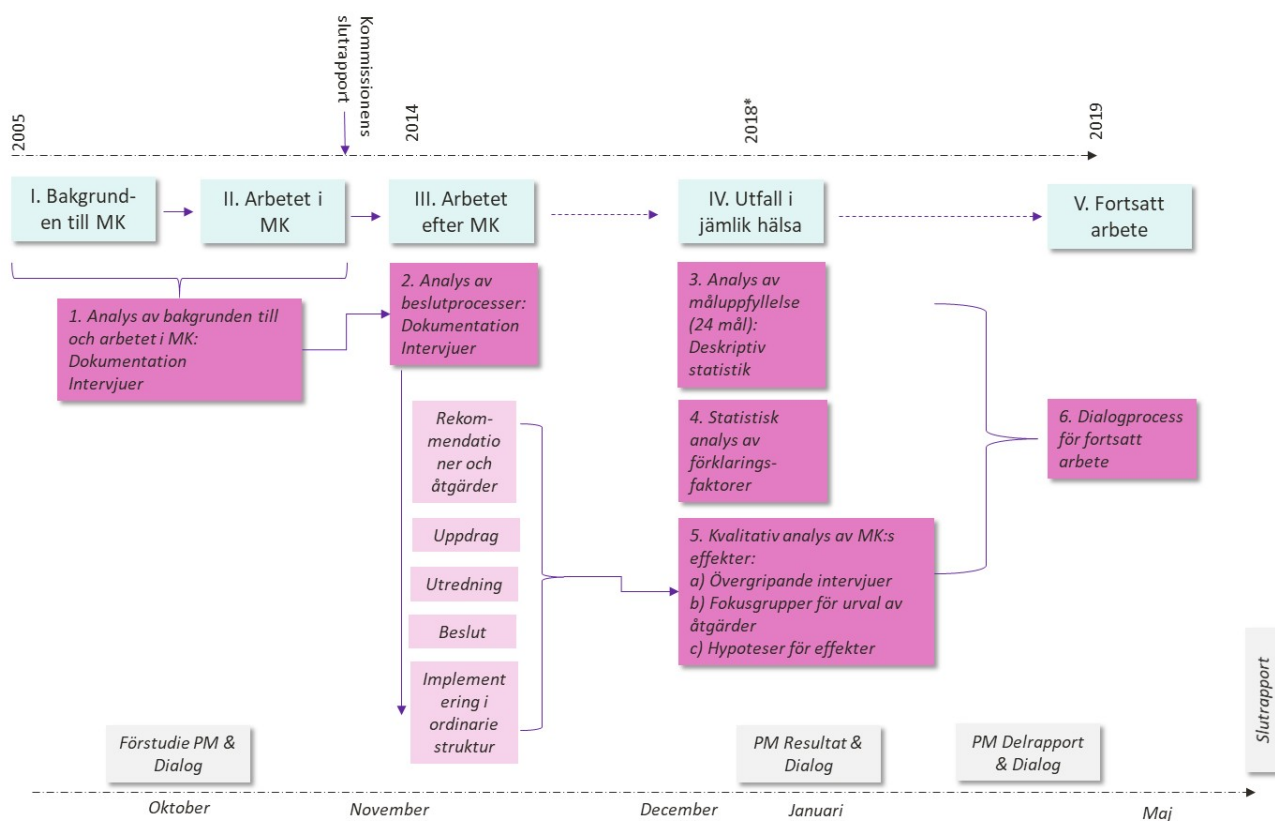 Kommissionens
slutrapport
2005
2014
2018*
2019
I. Bakgrund-
en till MK
II. Arbetet i
MK
III. Arbetet
efter MK
IV. Utfall i
jämlik hälsa
V. Fortsatt
arbete
1. Analys av bakgrunden till
och arbetet i MK:
Dokumentation
Intervjuer
2. Analys av
beslutprocesser:
Dokumentation
Intervjuer
3. Analys av
måluppfyllelse
(24 mål):
Deskriptiv
statistik
Rekom-
mendatio
ner och
åtgärder
4. Statistisk
analys av
förklarings-
faktorer
6. Dialogprocess
för fortsatt
arbete
Uppdrag
Utredning
Beslut
Implement
ering i
ordinarie
struktur
5. Kvalitativ analys av MK:s
effekter:
a) Övergripande intervjuer
b) Fokusgrupper för urval av
åtgärder
c) Hypoteser för effekter
Förstudie PM &
Dialog
PM Resultat &
Dialog
PM Delrapport
& Dialog
Slutrapport
Oktober
November
December
Januari
Maj